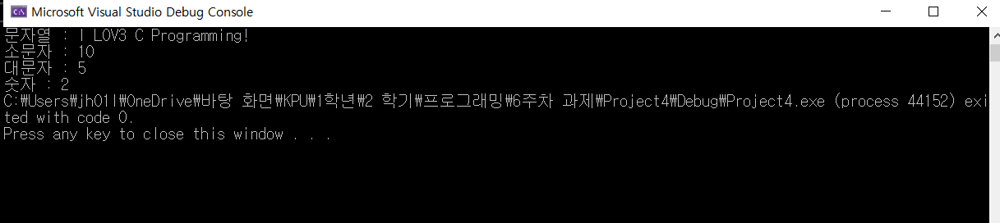 Microsoft Visual Studio Debug Console
문자열 : I LOV3 C Programming!
소문자 : 10
대문자 : 5
숫자 : 2
C:₩Users₩jh01l₩OneDrive₩바탕 화면₩KPU₩1학년₩2 학기₩프로그래밍₩6주차 과제₩Project4₩Debug₩Project4.exe (process 44152) exi
ted with code 0.
Press any key to close this window . . .